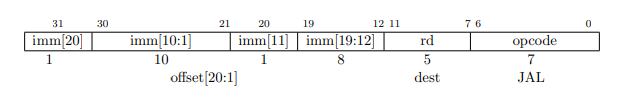 31 30 21 20 19 12 11 7 6 0
imm[20] imm[10:1] imm[11] imm[19:12] rd opcode
1 10 1 8 5 7
offset[20:1] dest JAL